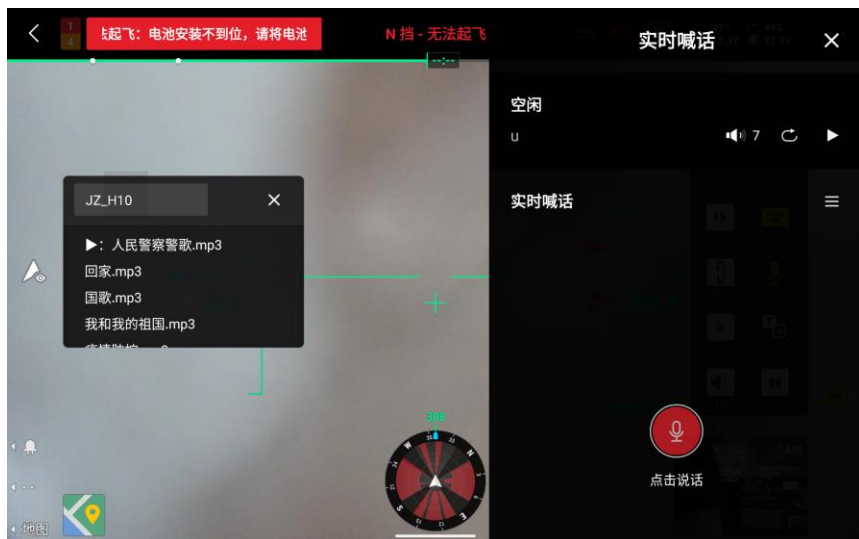 1
4
法起飞：电池安装不到位，请将电池
N 挡 - 无法起飞
实时喊话
--:--
空闲
u
7
JZ_H10
实时喊话
▶：人民警察警歌.mp3
回家.mp3
国歌.mp3
我和我的祖国.mp3
308
W
N
S
E
点击说话
地图